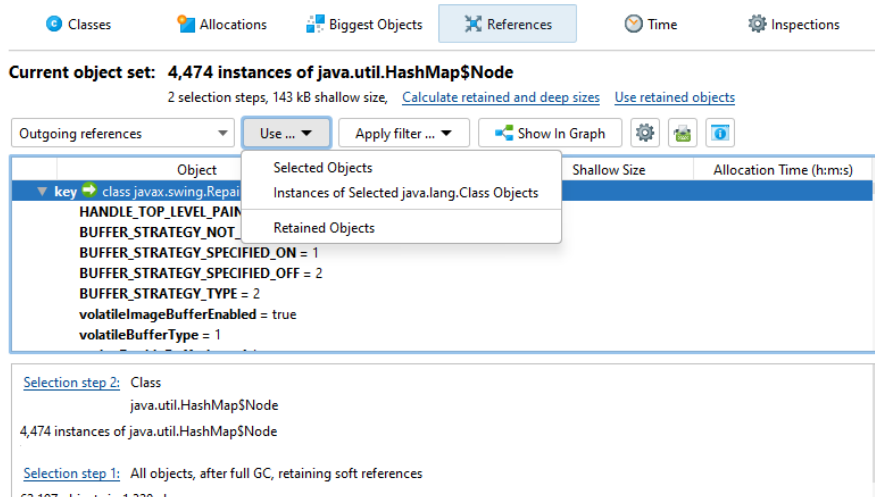 Classes Allocations Biggest Objects References Time Inspections
Current object set: 4,474 instances of java.util.HashMap$Node
2 selection steps, 143 kB shallow size, Calculate retained and deep sizes Use retained objects
Outgoing references Use ... Apply filter ... Show In Graph
Object Shallow Size Allocation Time (h:m:s)
Selected Objects
Instances of Selected java.lang.Class Objects
Retained Objects
key class javax.swing.Repai
HANDLE_TOP_LEVEL_PAIN
BUFFER_STRATEGY_NOT_
BUFFER_STRATEGY_SPECIFIED_ON = 1
BUFFER_STRATEGY_SPECIFIED_OFF = 2
BUFFER_STRATEGY_TYPE = 2
volatileImageBufferEnabled = true
volatileBufferType = 1
Selection step 2: Class
java.util.HashMap$Node
4,474 instances of java.util.HashMap$Node
Selection step 1: All objects, after full GC, retaining soft references